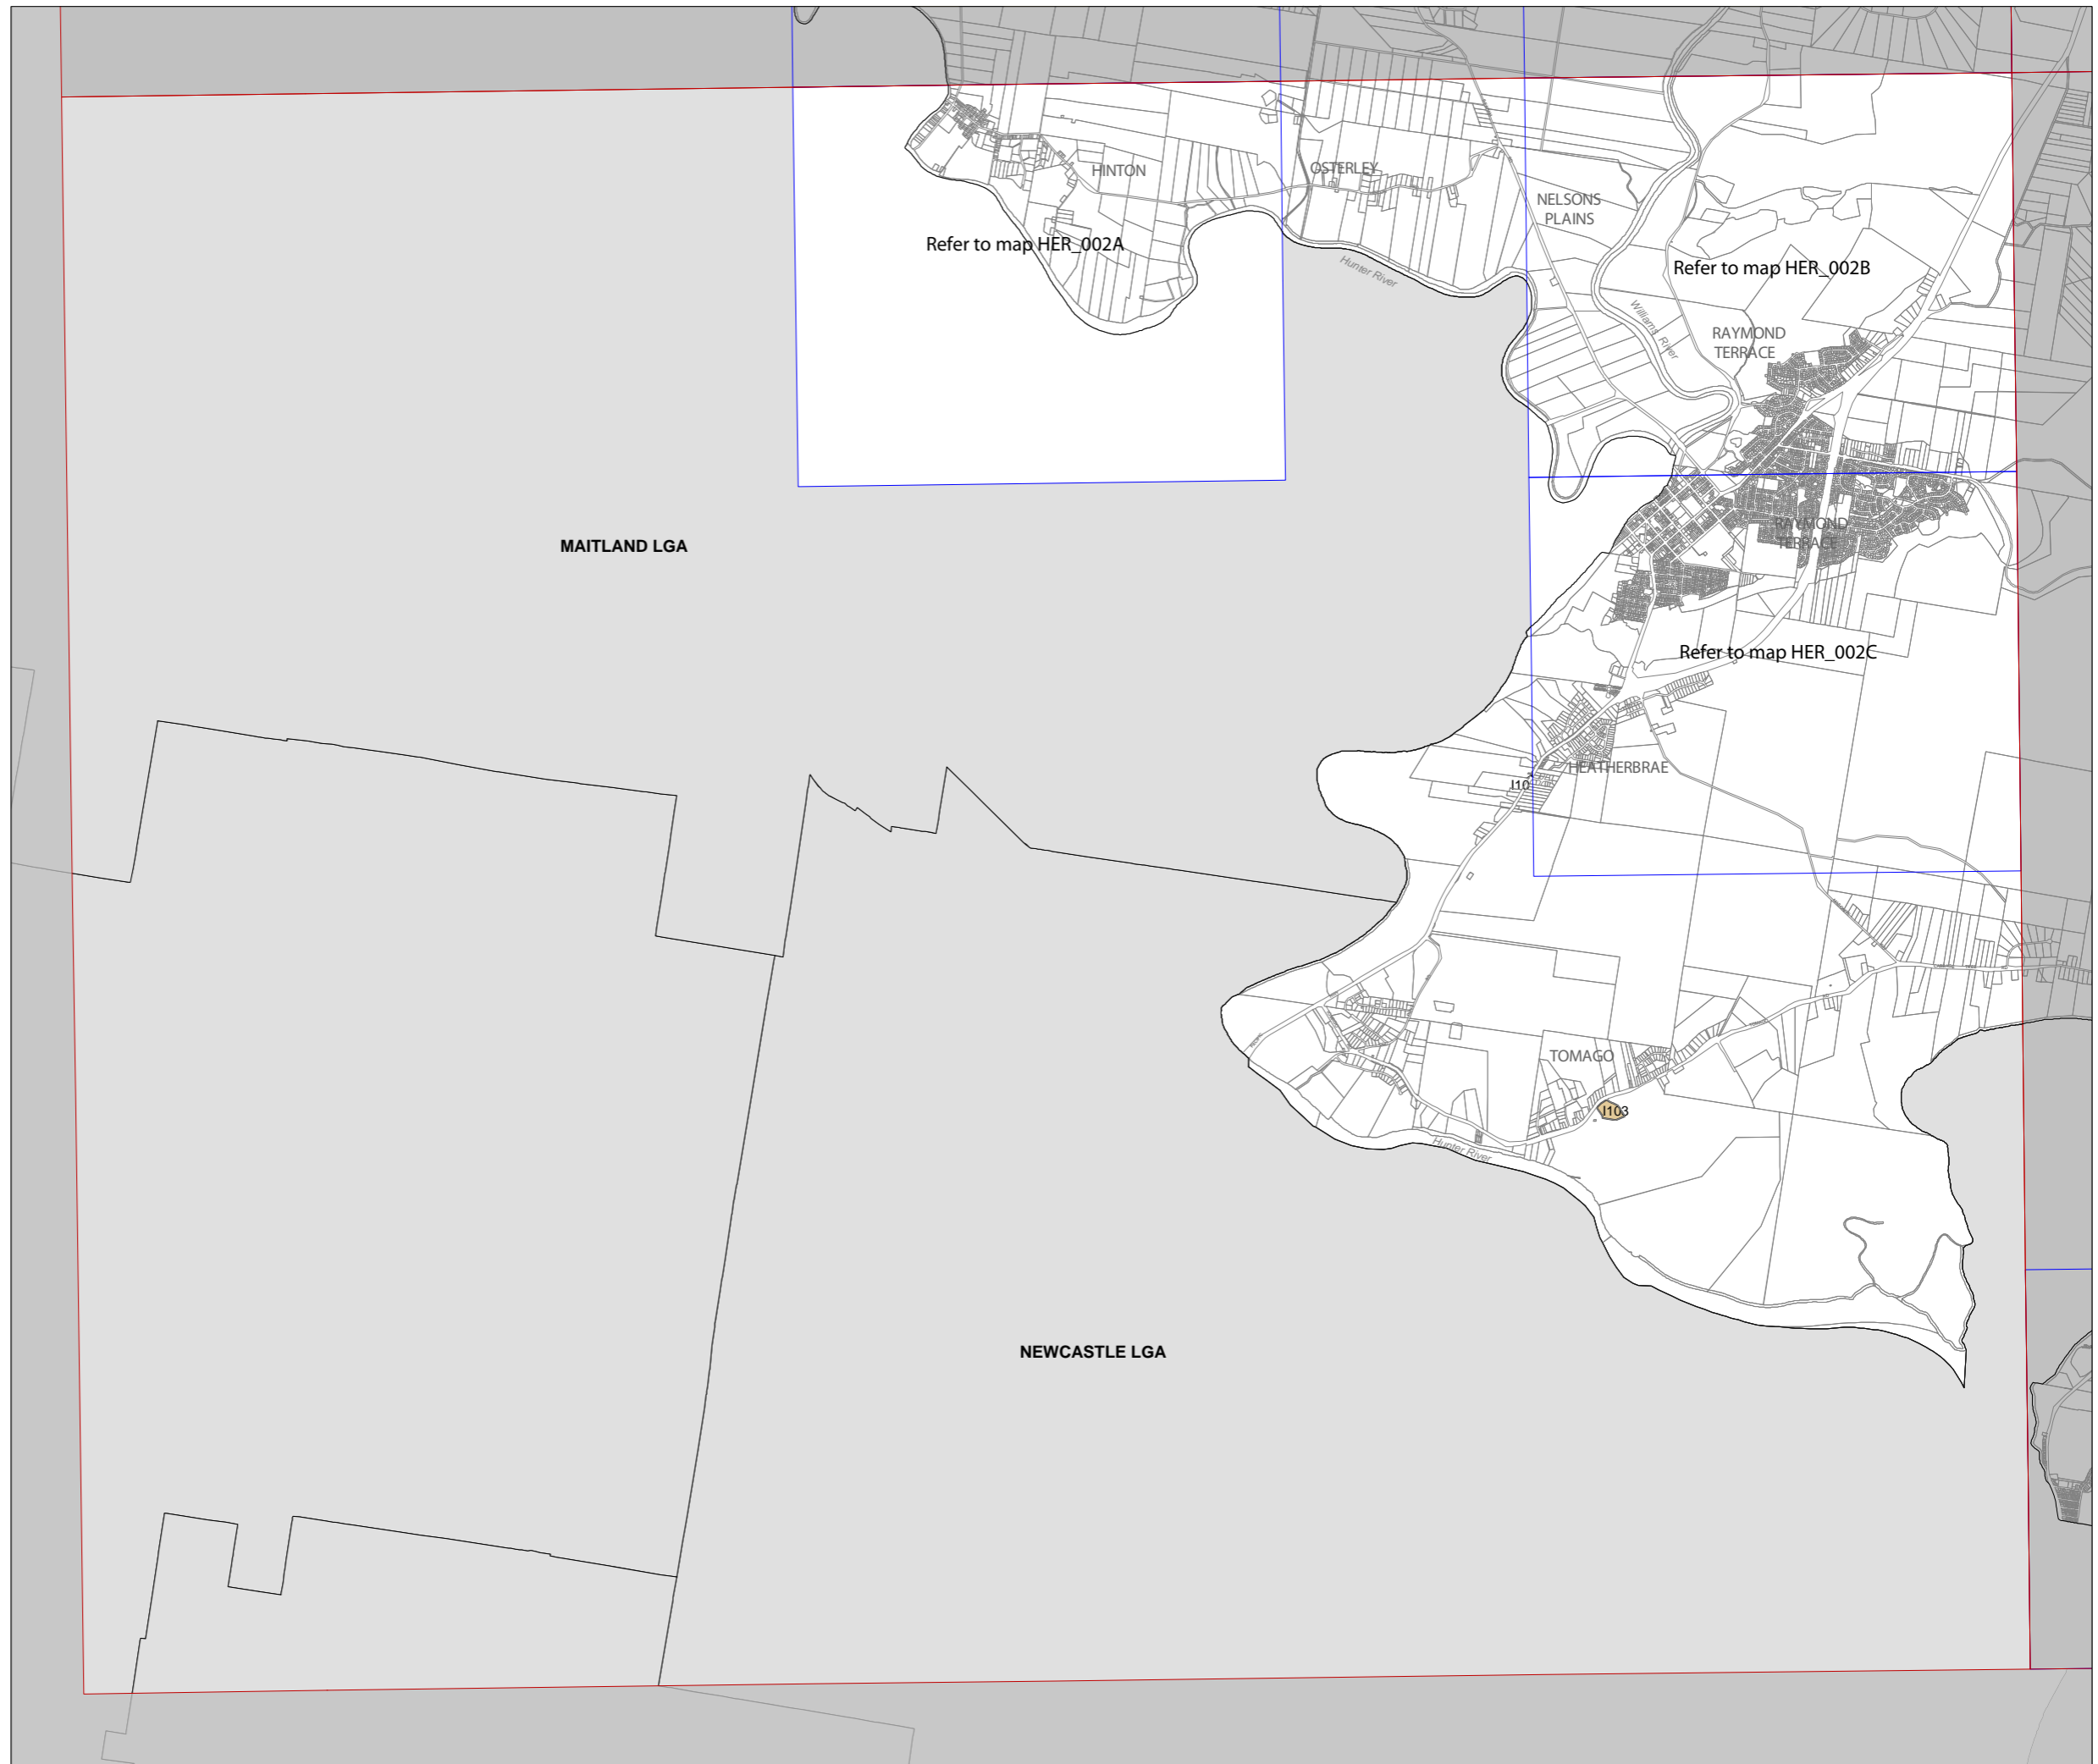 HINTON
OSTERLEY
NELSONS
PLAINS
Refer to map HER_002A
Hunter River
Refer to map HER_002B
Williams River
RAYMOND
TERRACE
RAYMOND
TERRACE
MAITLAND LGA
Refer to map HER_002C
HEATHERBRAE
I10
TOMAGO
I103
Hunter River
NEWCASTLE LGA